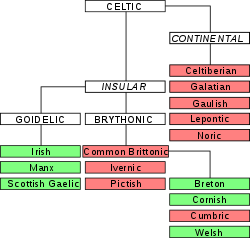 CELTIC
CONTINENTAL
Celtiberian
Galatian
Gaulish
Lepontic
Noric
INSULAR
GOIDELIC
BRYTHONIC
Irish
Manx
Scottish Gaelic
Common Brittonic
Ivernic
Pictish
Breton
Cornish
Cumbric
Welsh